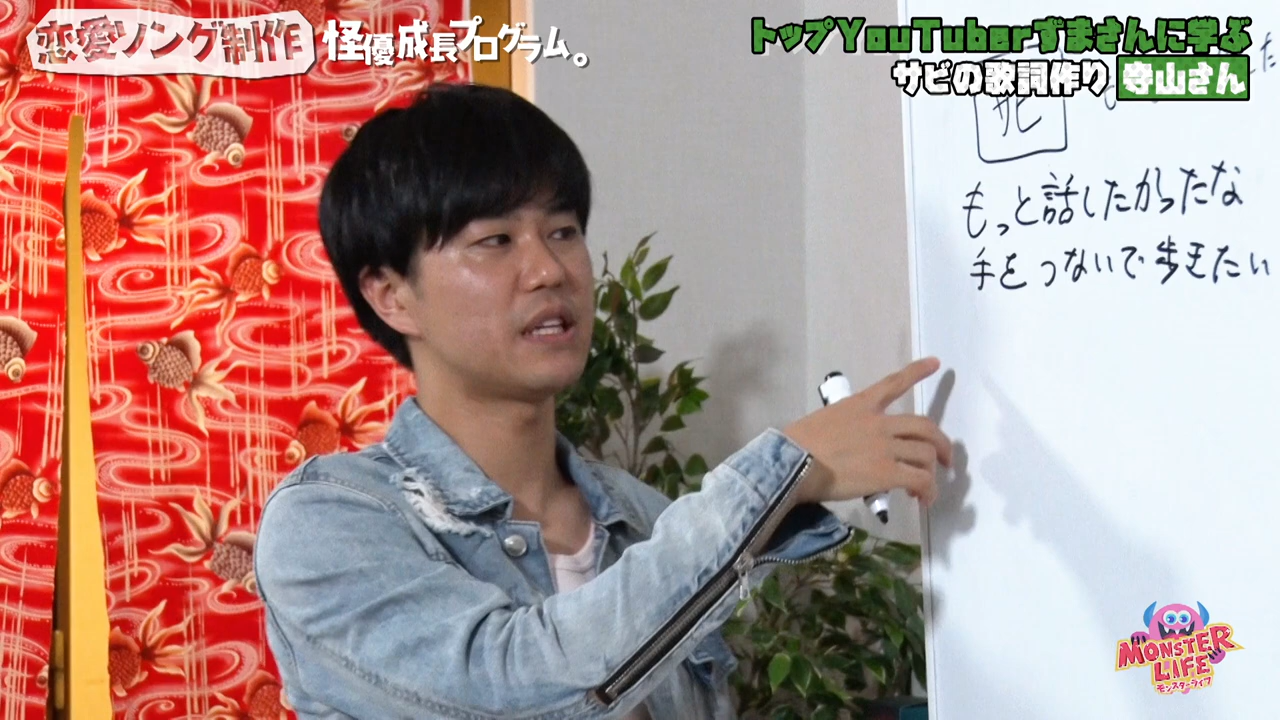 恋愛ソング制作
怪優成長プログラム。
トップYouTuberずまさんに学ぶ
サビの歌詞作り 寺山さん
サビ
もっと話したかったな
手をつないで歩きたい
MONSTER
LIFE
モンスターライフ